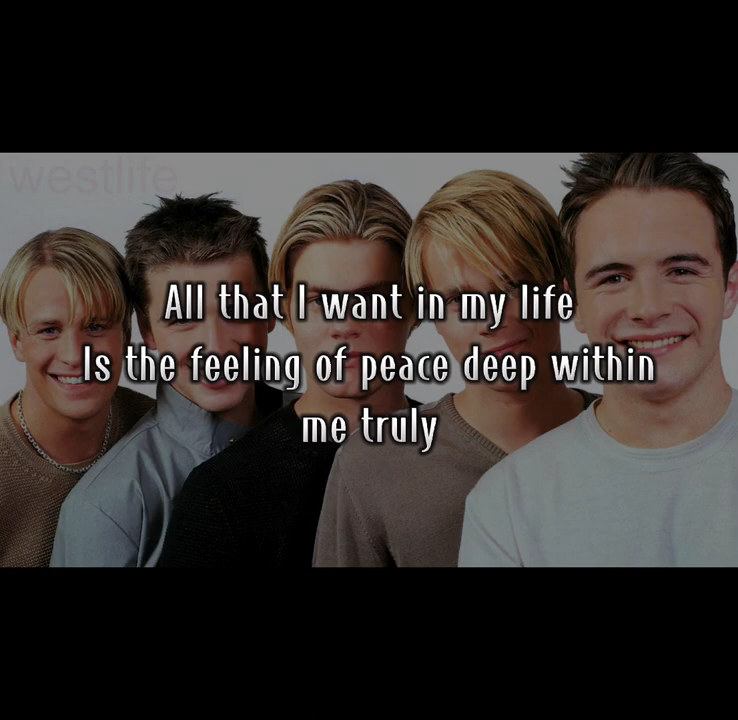 westlife
All that I want in my life
Is the feeling of peace deep within
me truly